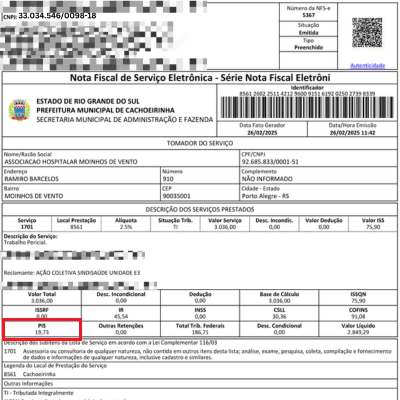 CNPJ: 33.034.546/0098-18
Número da NFS-e
5367
Situação
Emitida
Tipo
Preenchido
Autenticidade
Nota Fiscal de Serviço Eletrônica - Série Nota Fiscal Eletrôni
ESTADO DE RIO GRANDE DO SUL
PREFEITURA MUNICIPAL DE CACHOEIRINHA
SECRETARIA MUNICIPAL DE ADMINISTRAÇÃO E FAZENDA
Identificador
8561 2602 2511 4212 9600 9151 6192 0250 2739 8339
Data Fato Gerador Data/Hora Emissão
26/02/2025 26/02/2025 11:42
TOMADOR DO SERVIÇO
Nome/Razão Social CPF/CNPJ
ASSOCIACAO HOSPITALAR MOINHOS DE VENTO 92.685.833/0001-51
Endereço Número Complemento
RAMIRO BARCELOS 910 NÃO INFORMADO
Bairro CEP Cidade - Estado
MOINHOS DE VENTO 90035001 Porto Alegre - RS
DESCRIÇÃO DOS SERVIÇOS PRESTADOS
Serviço Local Prestação Alíquota Situação Trib. Valor Serviço Desc. Incondic. Valor Dedução Valor ISS
1701 8561 2.5% TI 3.036,00 0,00 0,00 75,90
Descrição do Serviço:
Trabalho Pericial.
Reclamante: AÇÃO COLETIVA SINDISAÚDE UNIDADE E3
Valor Total Desc. Incondicional Dedução Base de Cálculo ISSQN
3.036,00 0,00 0,00 3.036,00 75,90
ISSRF IR INSS CSLL COFINS
0,00 45,54 0,00 30,36 91,08
PIS Outras Retenções Total Trib. Federais Desc. Condicional Valor Líquido
19,73 0,00 186,71 0,00 2.849,29
Descrição dos subitens da Lista de Serviço em acordo com a Lei Complementar 116/03
1701 Assessoria ou consultoria de qualquer natureza, não contida em outros itens desta lista; análise, exame, pesquisa, coleta, compilação e fornecimento
de dados e informações de qualquer natureza, inclusive cadastro e similares.
Legenda do Local de Prestação do Serviço
8561 Cachoeirinha
Outras Informações
TI - Tributada Integralmente